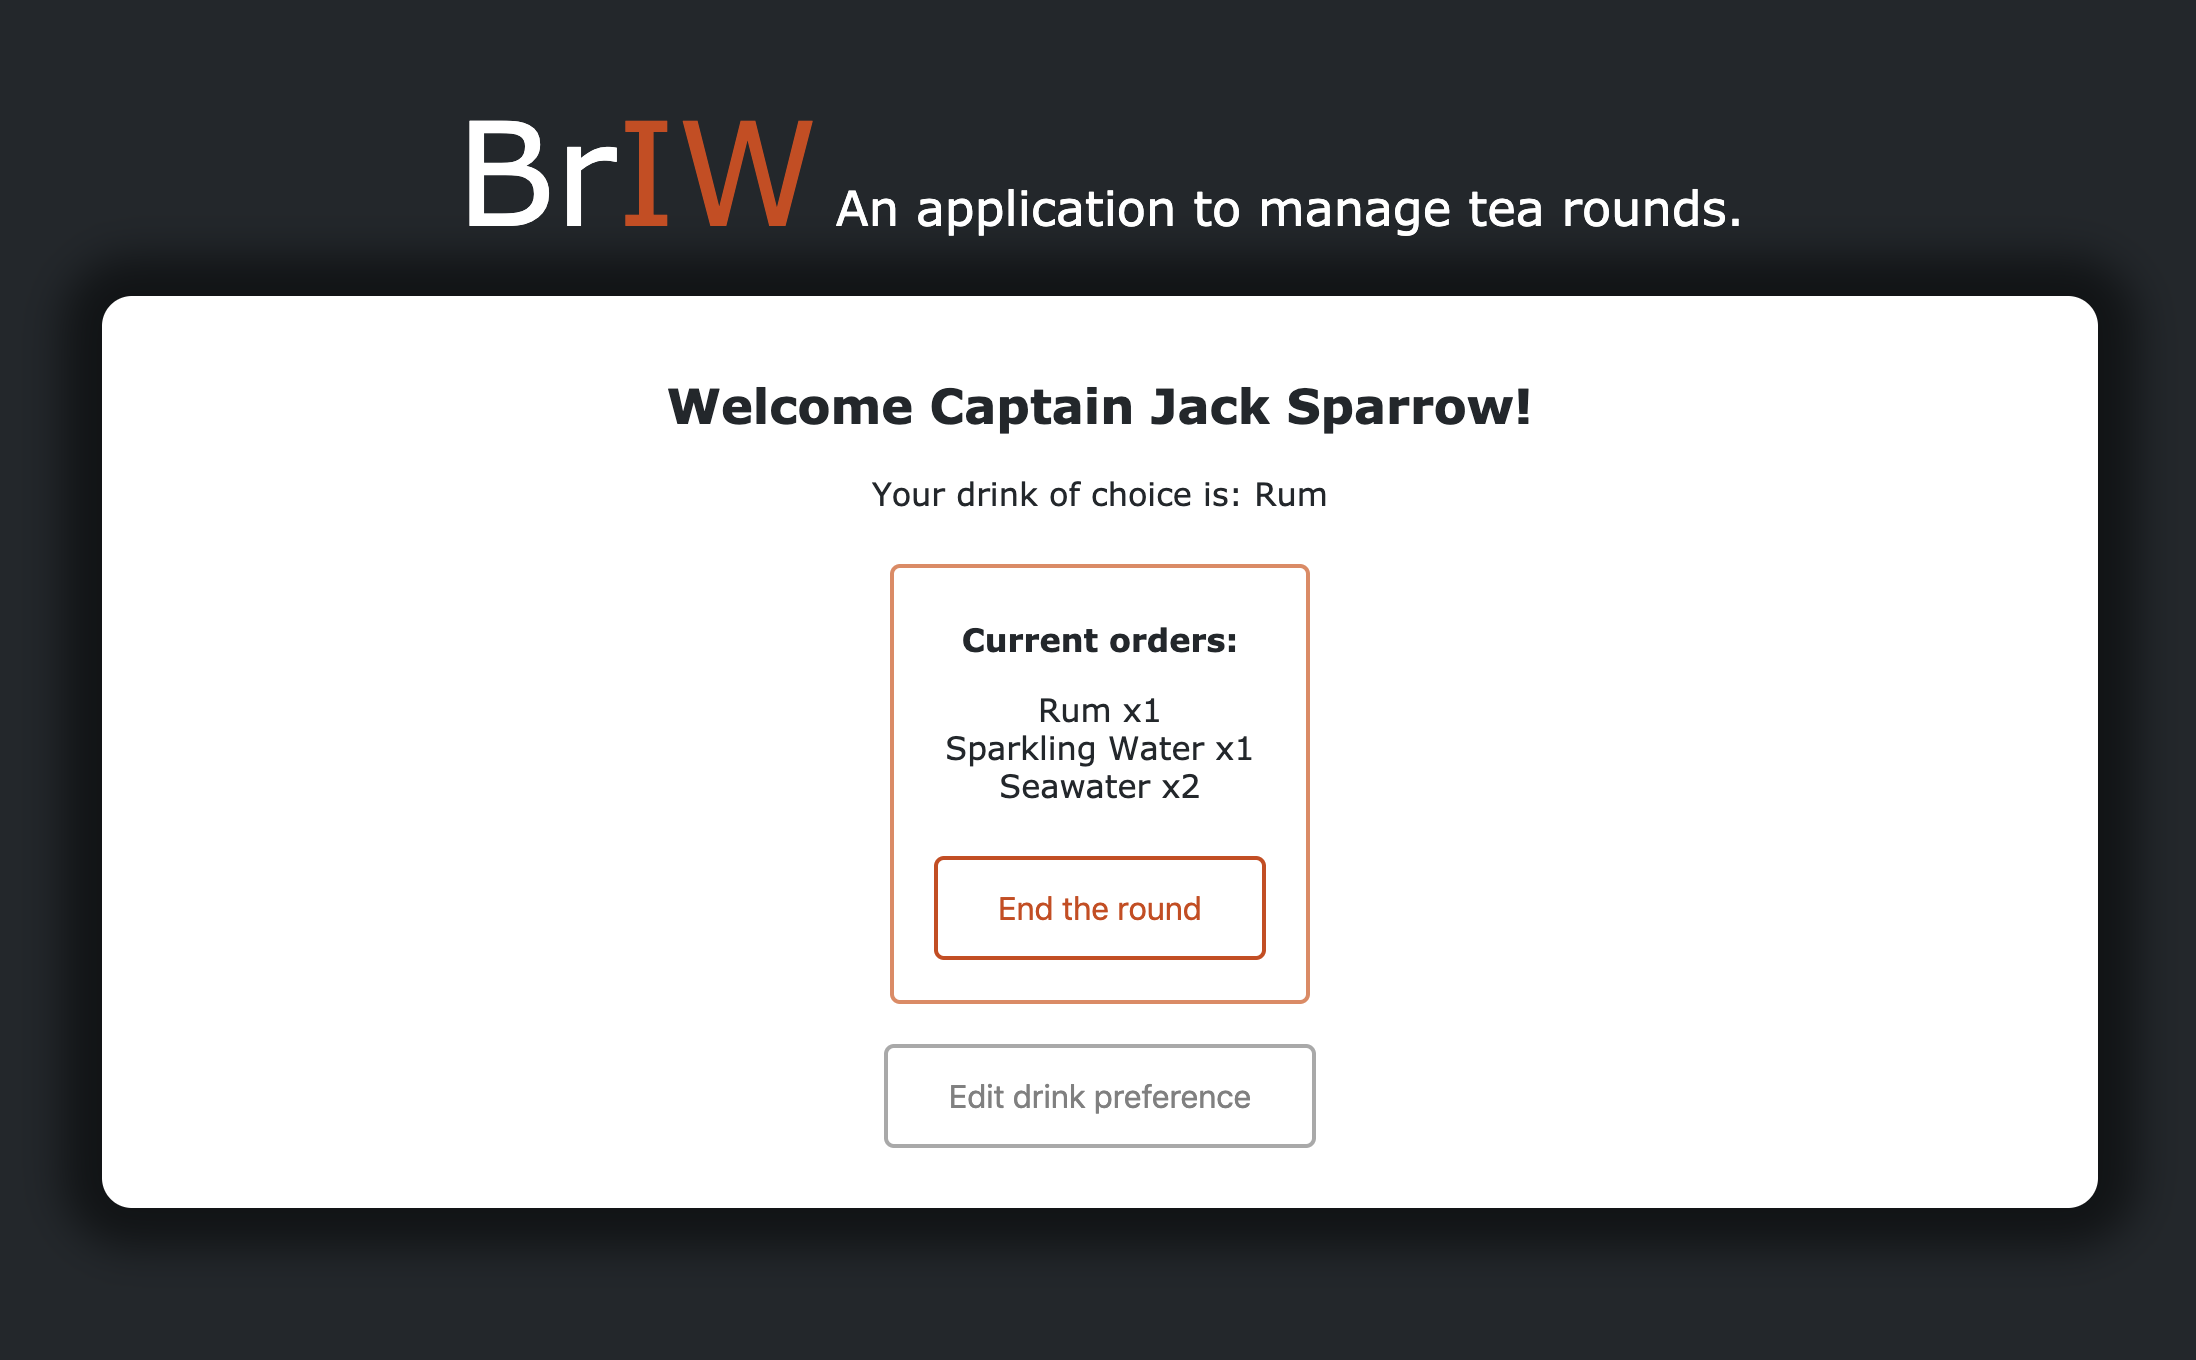 BrIW An application to manage tea rounds.
Welcome Captain Jack Sparrow!
Your drink of choice is: Rum
Current orders:
Rum x1
Sparkling Water x1
Seawater x2
End the round
Edit drink preference